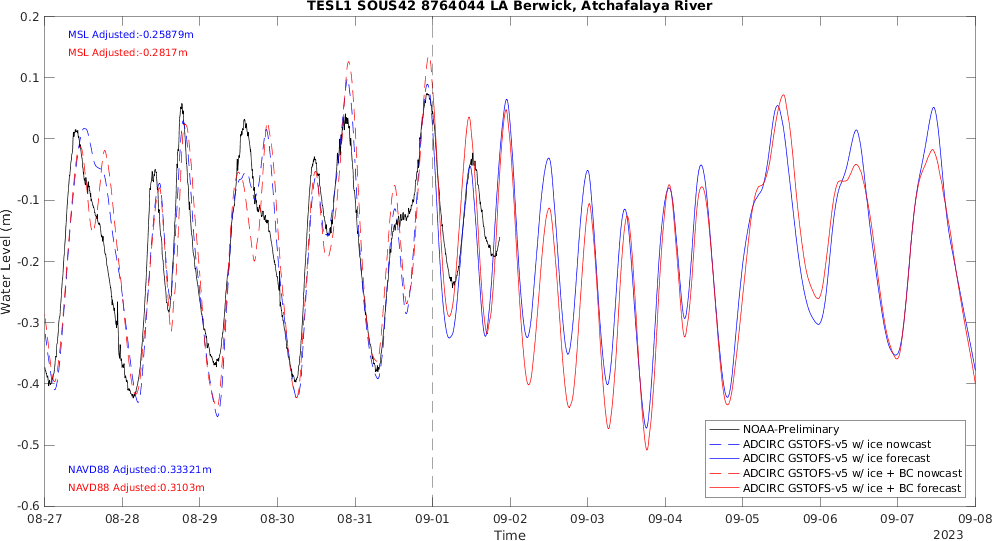 TESL1 SOUS42 8764044 LA Berwick, Atchafalaya River
MSL Adjusted:-0.25879m
MSL Adjusted:-0.2817m
0.2
0.1
0
-0.1
-0.2
-0.3
-0.4
-0.5
-0.6
Water Level (m)
NAVD88 Adjusted:0.33321m
NAVD88 Adjusted:0.3103m
NOAA-Preliminary
ADCIRC GSTOFS-v5 w/ ice nowcast
ADCIRC GSTOFS-v5 w/ ice forecast
ADCIRC GSTOFS-v5 w/ ice + BC nowcast
ADCIRC GSTOFS-v5 w/ ice + BC forecast
08-27 08-28 08-29 08-30 08-31 09-01 09-02 09-03 09-04 09-05 09-06 09-07 09-08
Time
2023